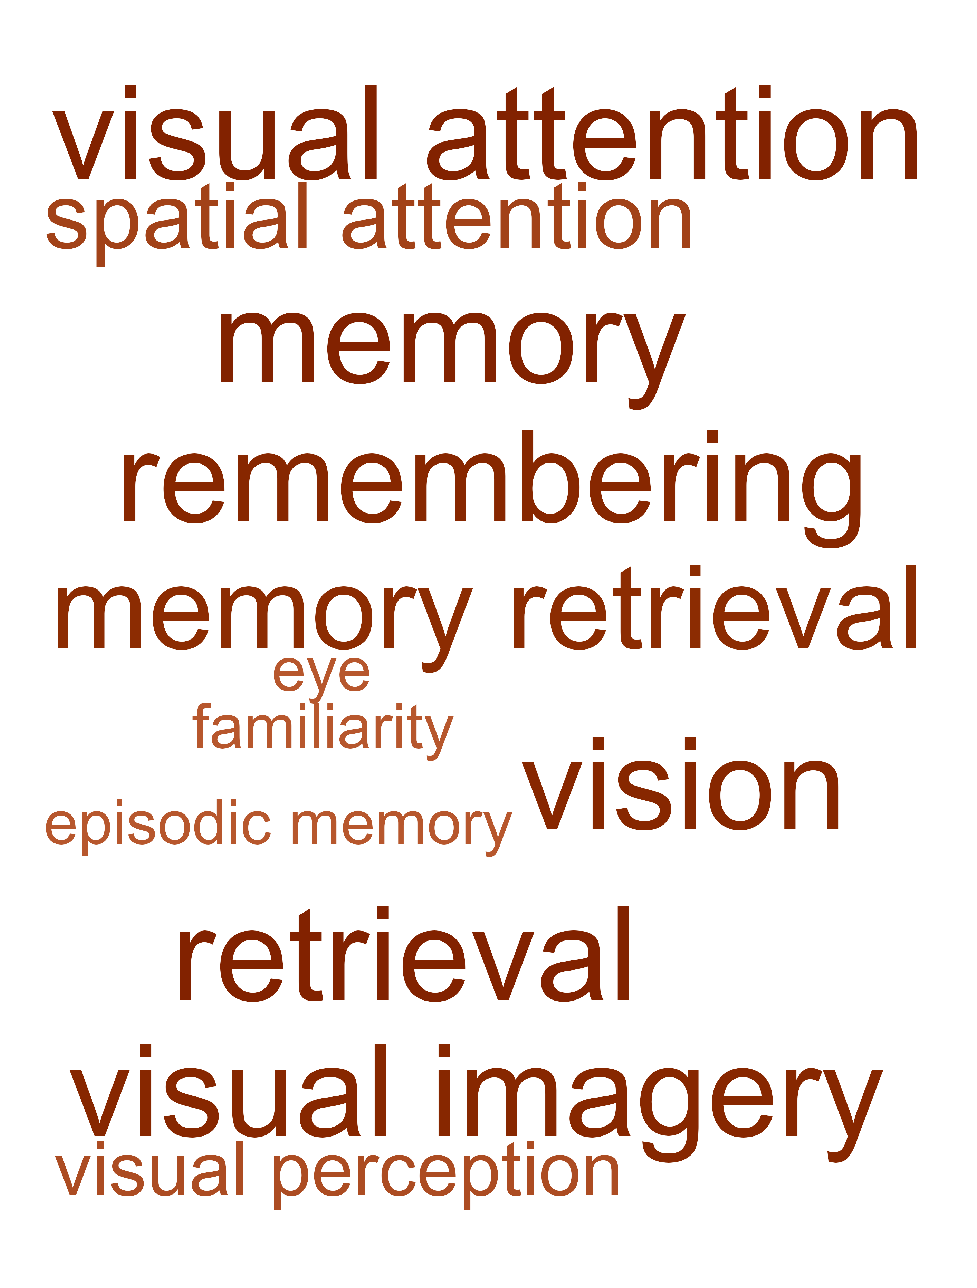 visual attention
spatial attention
memory
remembering
memory retrieval
eye
familiarity
vision
episodic memory
retrieval
visual imagery
visual perception